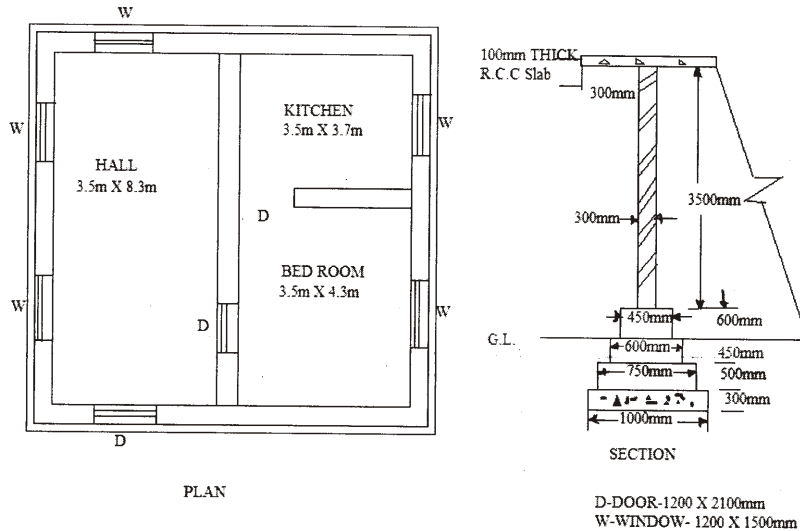 W
W
W
HALL
3.5m X 8.3m
KITCHEN
3.5m X 3.7m
D
BED ROOM
3.5m X 4.3m
W
W
D
D
PLAN
100mm THICK
R.C.C Slab
300mm
300mm
3500mm
450mm
600mm
G.L.
600mm
450mm
750mm
500mm
300mm
1000mm
SECTION
D-DOOR-1200 X 2100mm
W-WINDOW- 1200 X 1500mm